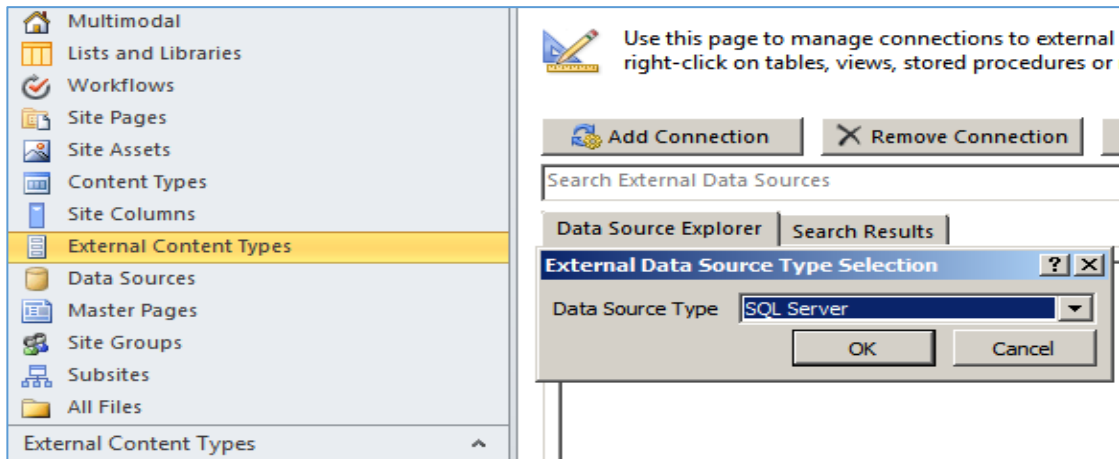 Multimodal
Lists and Libraries
Workflows
Site Pages
Site Assets
Content Types
Site Columns
External Content Types
Data Sources
Master Pages
Site Groups
Subsites
All Files
External Content Types
Use this page to manage connections to external
right-click on tables, views, stored procedures or
Add Connection
Remove Connection
Search External Data Sources
Data Source Explorer
Search Results
External Data Source Type Selection
Data Source Type
SQL Server
OK
Cancel